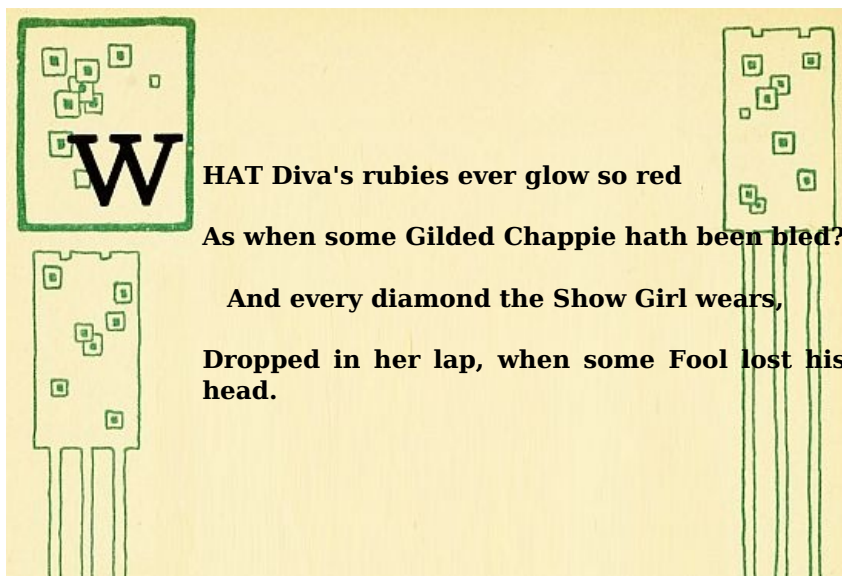 WHAT Diva's rubies ever glow so red
As when some Gilded Chappie hath been bled?
And every diamond the Show Girl wears,
Dropped in her lap, when some Fool lost his
head.